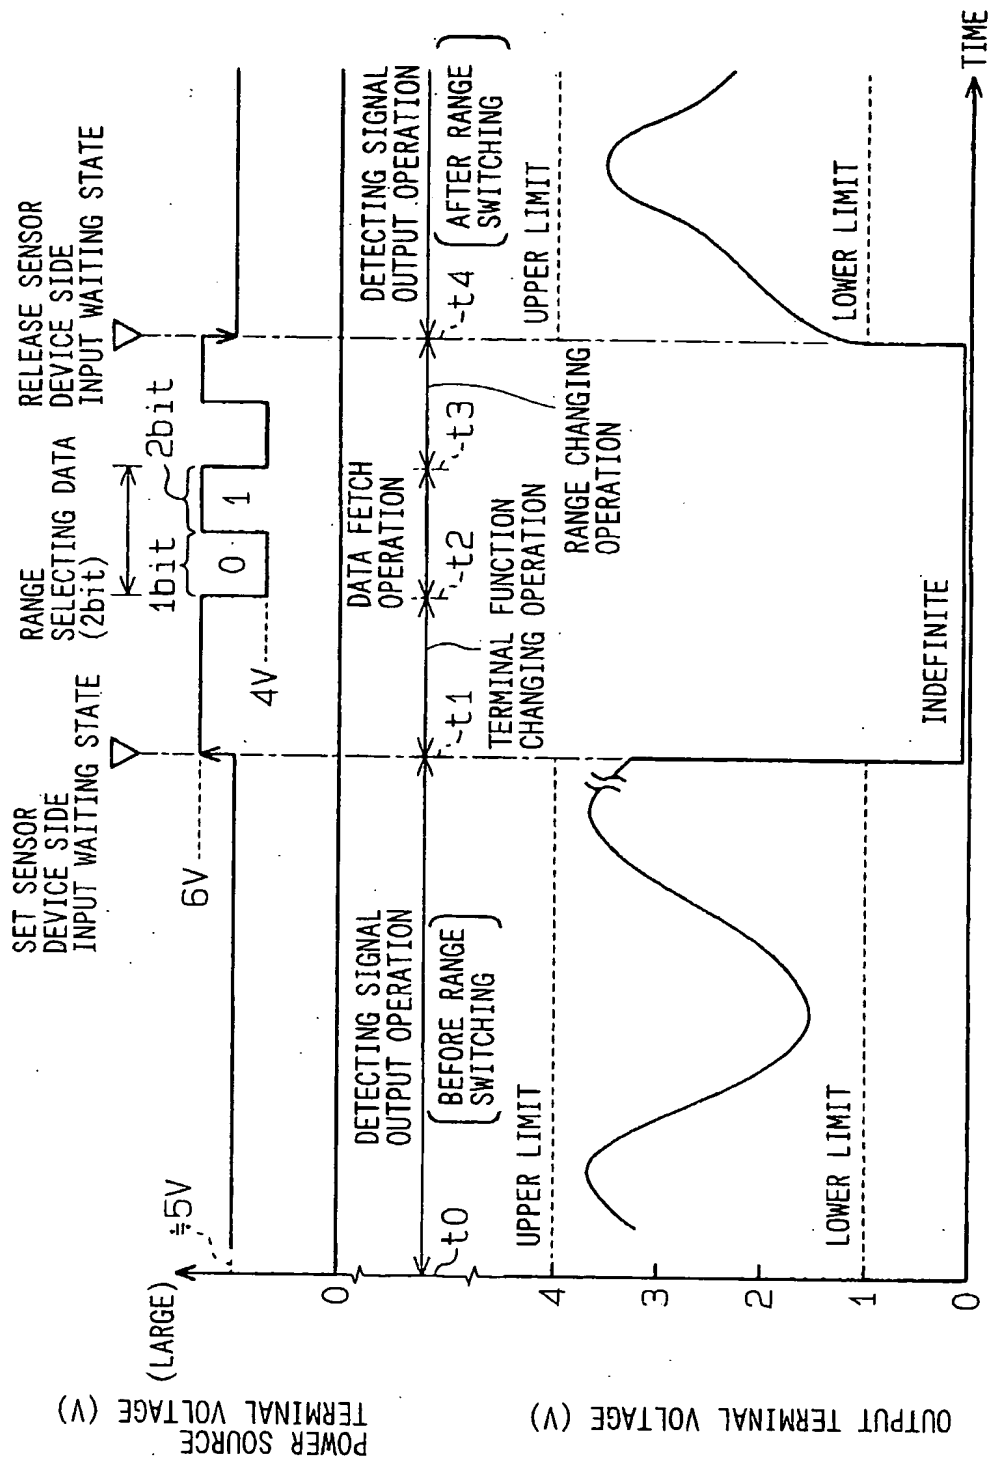 SET SENSOR
DEVICE SIDE
INPUT WAITING STATE
RANGE
SELECTING DATA
(2bit)
RELEASE SENSOR
DEVICE SIDE
INPUT WAITING STATE
1bit
2bit
(LARGE)
≒5V
6V
4V
0
1
POWER SOURCE
TERMINAL VOLTAGE (V)
0
DETECTING SIGNAL
OUTPUT OPERATION
(BEFORE RANGE
SWITCHING)
DATA FETCH
OPERATION
DETECTING SIGNAL
OUTPUT OPERATION
(AFTER RANGE
SWITCHING)
t0
t1
t2
t3
t4
TERMINAL FUNCTION
CHANGING OPERATION
RANGE CHANGING
OPERATION
UPPER LIMIT
UPPER LIMIT
LOWER LIMIT
LOWER LIMIT
INDEFINITE
OUTPUT TERMINAL VOLTAGE (V)
4
3
2
1
0
TIME